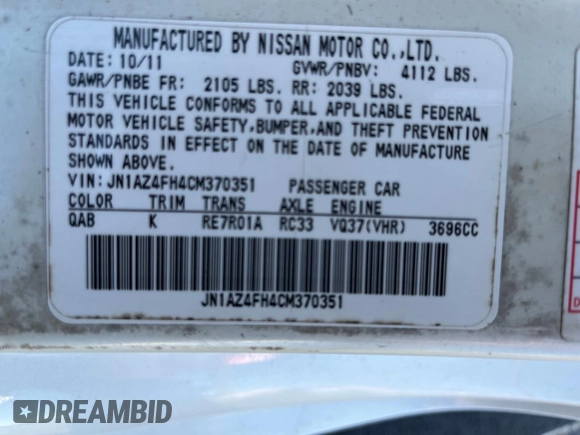 MANUFACTURED BY NISSAN MOTOR CO.,LTD.
DATE: 10/11 GVWR/PNBV: 4112 LBS.
GAWR/PNBE FR: 2105 LBS. RR: 2039 LBS.
THIS VEHICLE CONFORMS TO ALL APPLICABLE FEDERAL
MOTOR VEHICLE SAFETY,BUMPER,AND THEFT PREVENTION
STANDARDS IN EFFECT ON THE DATE OF MANUFACTURE
SHOWN ABOVE.
VIN: JN1AZ4FH4CM370351 PASSENGER CAR
COLOR TRIM TRANS AXLE ENGINE
QAB K RE7R01A RC33 VQ37(VHR) 3696CC
JN1AZ4FH4CM370351
DREAMBID